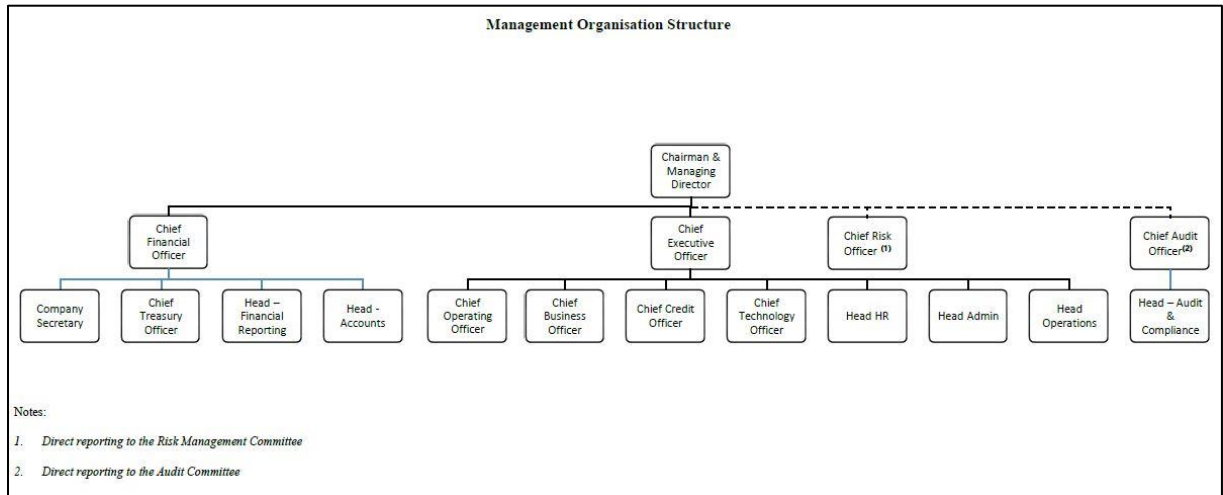 Management Organisation Structure
Chairman &
Managing
Director
Chief
Financial
Officer
Chief
Executive
Officer
Chief Risk
Officer (1)
Chief Audit
Officer(2)
Company
Secretary
Chief
Treasury
Officer
Head –
Financial
Reporting
Head -
Accounts
Chief
Operating
Officer
Chief
Business
Officer
Chief Credit
Officer
Chief
Technology
Officer
Head HR
Head Admin
Head
Operations
Head – Audit
&
Compliance
Notes:
1. Direct reporting to the Risk Management Committee
2. Direct reporting to the Audit Committee